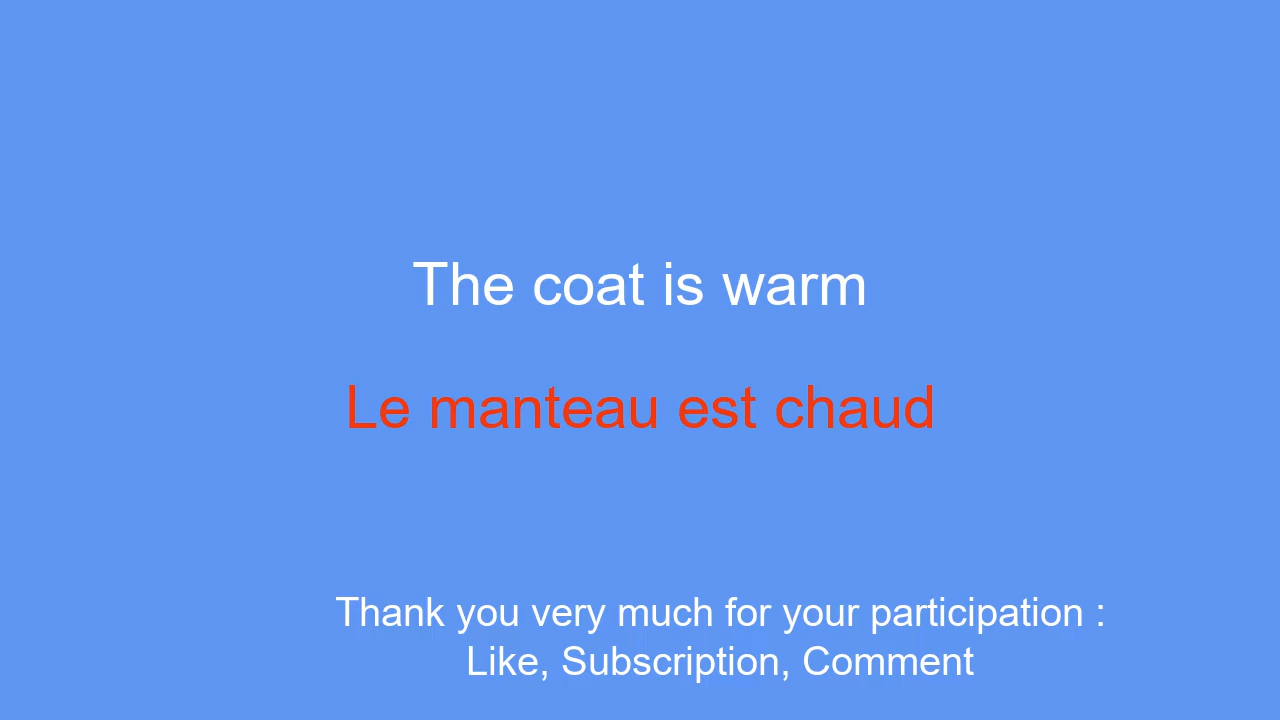 The coat is warm
Le manteau est chaud
Thank you very much for your participation :
Like, Subscription, Comment